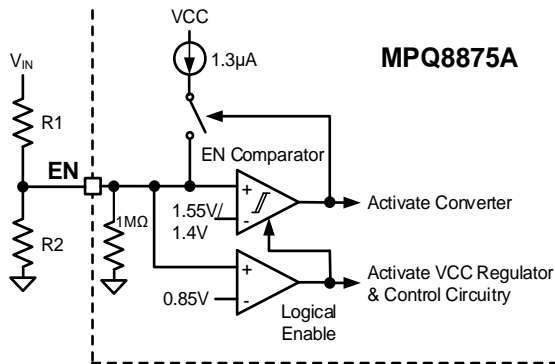 VCC
MPQ8875A
1.3µA
VIN
R1
EN Comparator
EN
+
1.55V/
1.4V
-
Activate Converter
1MΩ
R2
+
0.85V
-
Logical
Enable
Activate VCC Regulator
& Control Circuitry